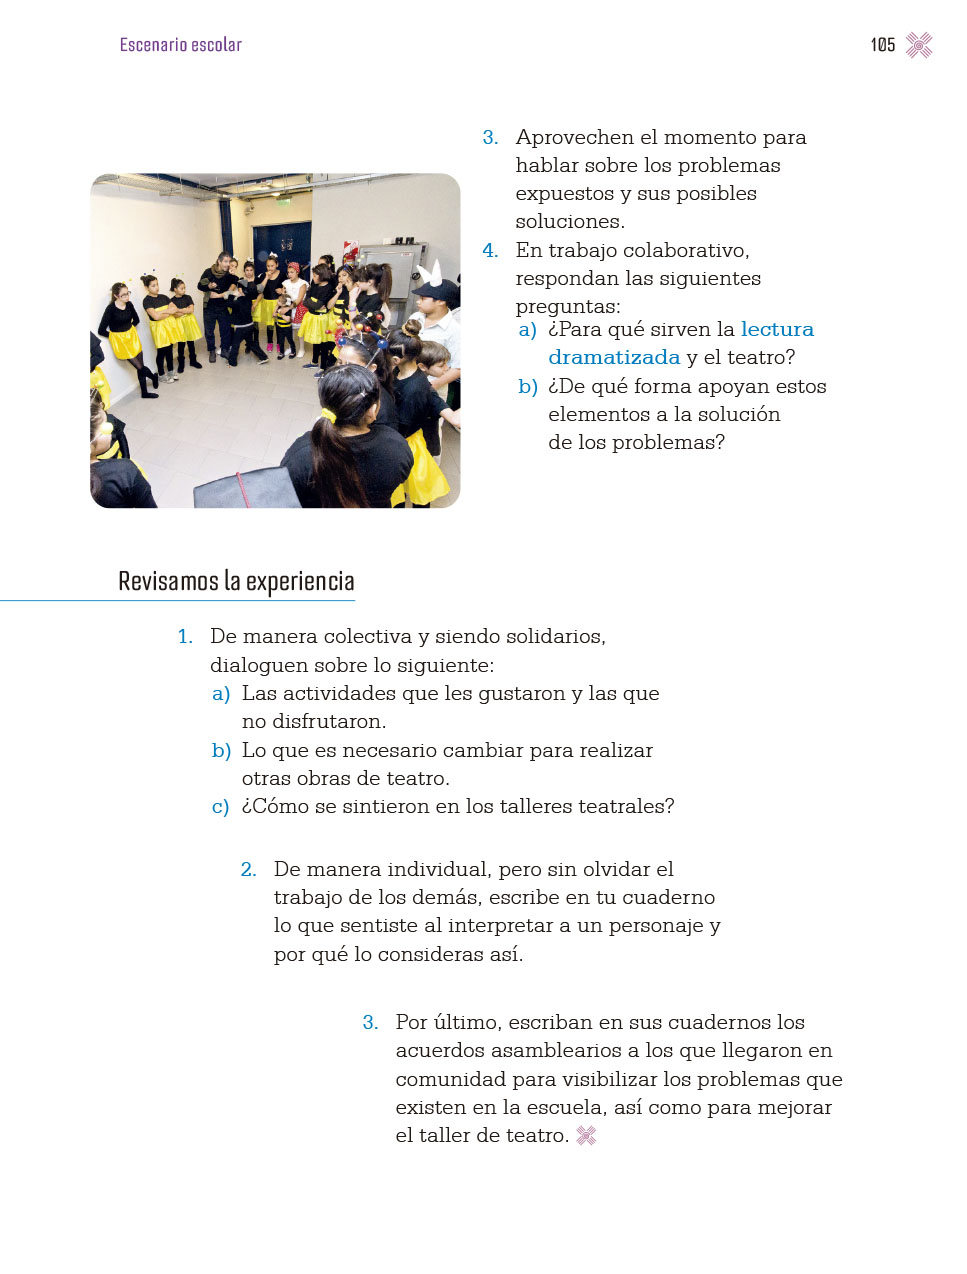 Escenario escolar
105
3. Aprovechen el momento para
hablar sobre los problemas
expuestos y sus posibles
soluciones.
4. En trabajo colaborativo,
respondan las siguientes
preguntas:
a) ¿Para qué sirven la lectura
dramatizada y el teatro?
b) ¿De qué forma apoyan estos
elementos a la solución
de los problemas?
Revisamos la experiencia
1. De manera colectiva y siendo solidarios,
dialoguen sobre lo siguiente:
a) Las actividades que les gustaron y las que
no disfrutaron.
b) Lo que es necesario cambiar para realizar
otras obras de teatro.
c) ¿Cómo se sintieron en los talleres teatrales?
2. De manera individual, pero sin olvidar el
trabajo de los demás, escribe en tu cuaderno
lo que sentiste al interpretar a un personaje y
por qué lo consideras así.
3. Por último, escriban en sus cuadernos los
acuerdos asamblearios a los que llegaron en
comunidad para visibilizar los problemas que
existen en la escuela, así como para mejorar
el taller de teatro.